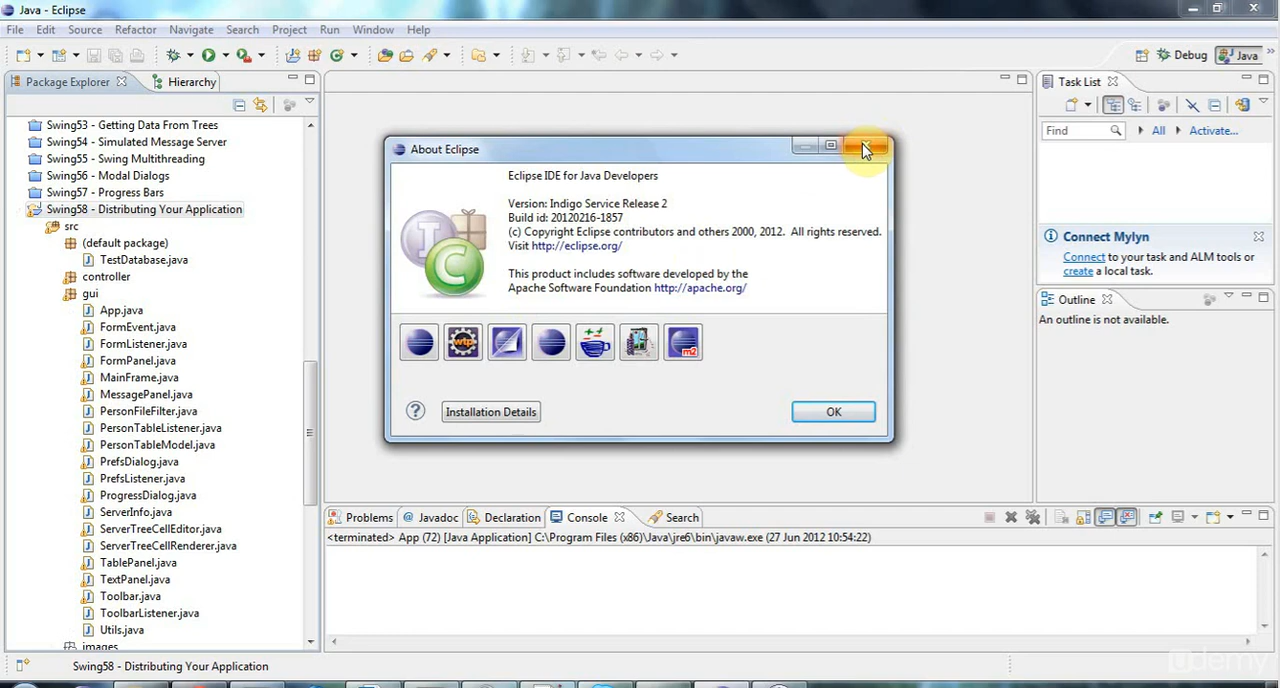 Java - Eclipse
File Edit Source Refactor Navigate Search Project Run Window Help
Debug Java
Package Explorer Hierarchy
Swing53 - Getting Data From Trees
Swing54 - Simulated Message Server
Swing55 - Swing Multithreading
Swing56 - Modal Dialogs
Swing57 - Progress Bars
Swing58 - Distributing Your Application
src
(default package)
TestDatabase.java
controller
gui
App.java
FormEvent.java
FormListener.java
FormPanel.java
MainFrame.java
MessagePanel.java
PersonFileFilter.java
PersonTableListener.java
PersonTableModel.java
PrefsDialog.java
PrefsListener.java
ProgressDialog.java
ServerInfo.java
ServerTreeCellEditor.java
ServerTreeCellRenderer.java
TablePanel.java
TextPanel.java
Toolbar.java
ToolbarListener.java
Utils.java
images
About Eclipse
Eclipse IDE for Java Developers
Version: Indigo Service Release 2
Build id: 20120216-1857
(c) Copyright Eclipse contributors and others 2000, 2012. All rights reserved.
Visit http://eclipse.org/
This product includes software developed by the
Apache Software Foundation http://apache.org/
wtp
m2
Installation Details
OK
Task List
Find All Activate...
Connect Mylyn
Connect to your task and ALM tools or
create a local task.
Outline
An outline is not available.
Problems Javadoc Declaration Console Search
<terminated> App (72) [Java Application] C:\Program Files (x86)\Java\jre6\bin\javaw.exe (27 Jun 2012 10:54:22)
Swing58 - Distributing Your Application
udemy